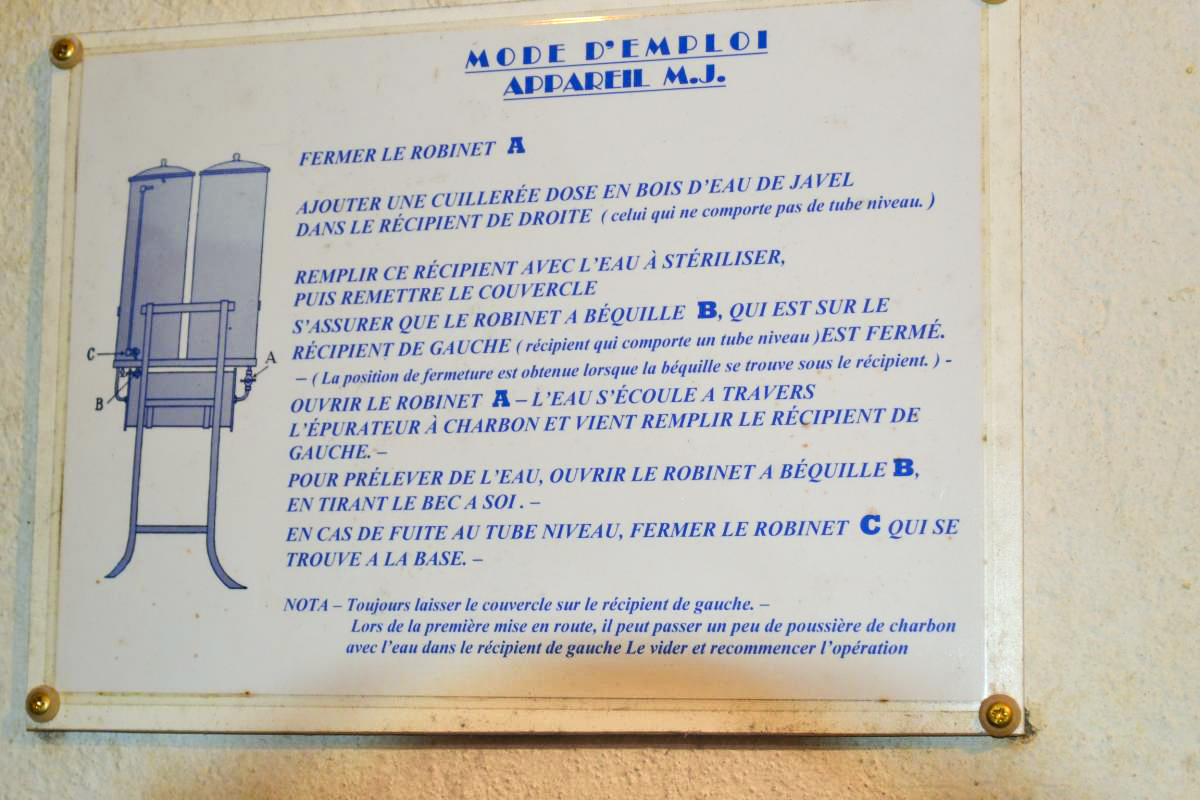 MODE D'EMPLOI
APPAREIL M.J.
FERMER LE ROBINET A
AJOUTER UNE CUILLERÉE DOSE EN BOIS D'EAU DE JAVEL
DANS LE RÉCIPIENT DE DROITE ( celui qui ne comporte pas de tube niveau. )
REMPLIR CE RÉCIPIENT AVEC L'EAU À STÉRILISER,
PUIS REMETTRE LE COUVERCLE
S'ASSURER QUE LE ROBINET A BÉQUILLE B, QUI EST SUR LE
RÉCIPIENT DE GAUCHE ( récipient qui comporte un tube niveau )EST FERMÉ.
– ( La position de fermeture est obtenue lorsque la béquille se trouve sous le récipient. ) -
OUVRIR LE ROBINET A – L'EAU S'ÉCOULE A TRAVERS
L'ÉPURATEUR À CHARBON ET VIENT REMPLIR LE RÉCIPIENT DE
GAUCHE. –
POUR PRÉLEVER DE L'EAU, OUVRIR LE ROBINET A BÉQUILLE B,
EN TIRANT LE BEC A SOI . –
EN CAS DE FUITE AU TUBE NIVEAU, FERMER LE ROBINET C QUI SE
TROUVE A LA BASE. –
NOTA – Toujours laisser le couvercle sur le récipient de gauche. –
Lors de la première mise en route, il peut passer un peu de poussière de charbon
avec l'eau dans le récipient de gauche Le vider et recommencer l'opération
C
A
B